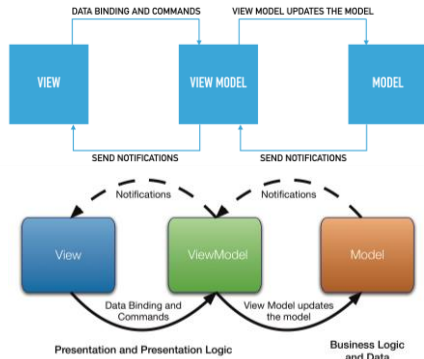 DATA BINDING AND COMMANDS
VIEW MODEL UPDATES THE MODEL
VIEW
VIEW MODEL
MODEL
SEND NOTIFICATIONS
SEND NOTIFICATIONS
Notifications
Notifications
View
ViewModel
Model
Data Binding and
Commands
View Model updates
the model
Presentation and Presentation Logic
Business Logic
and Data